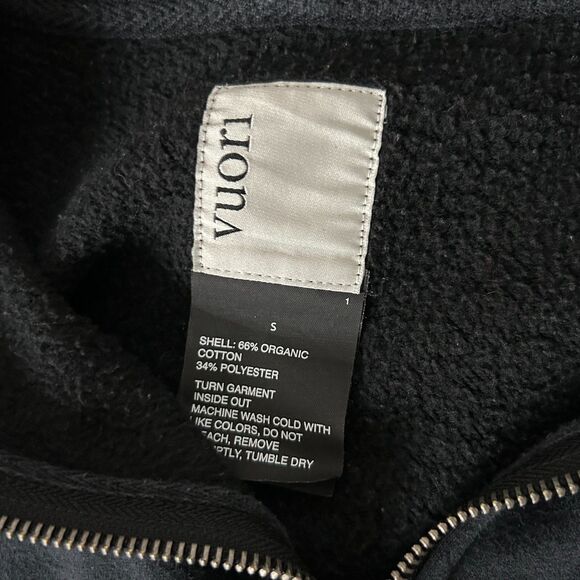 vuori
1
S
SHELL: 66% ORGANIC
COTTON
34% POLYESTER
TURN GARMENT
INSIDE OUT
MACHINE WASH COLD WITH
LIKE COLORS, DO NOT
REMOVE
TUMBLE DRY